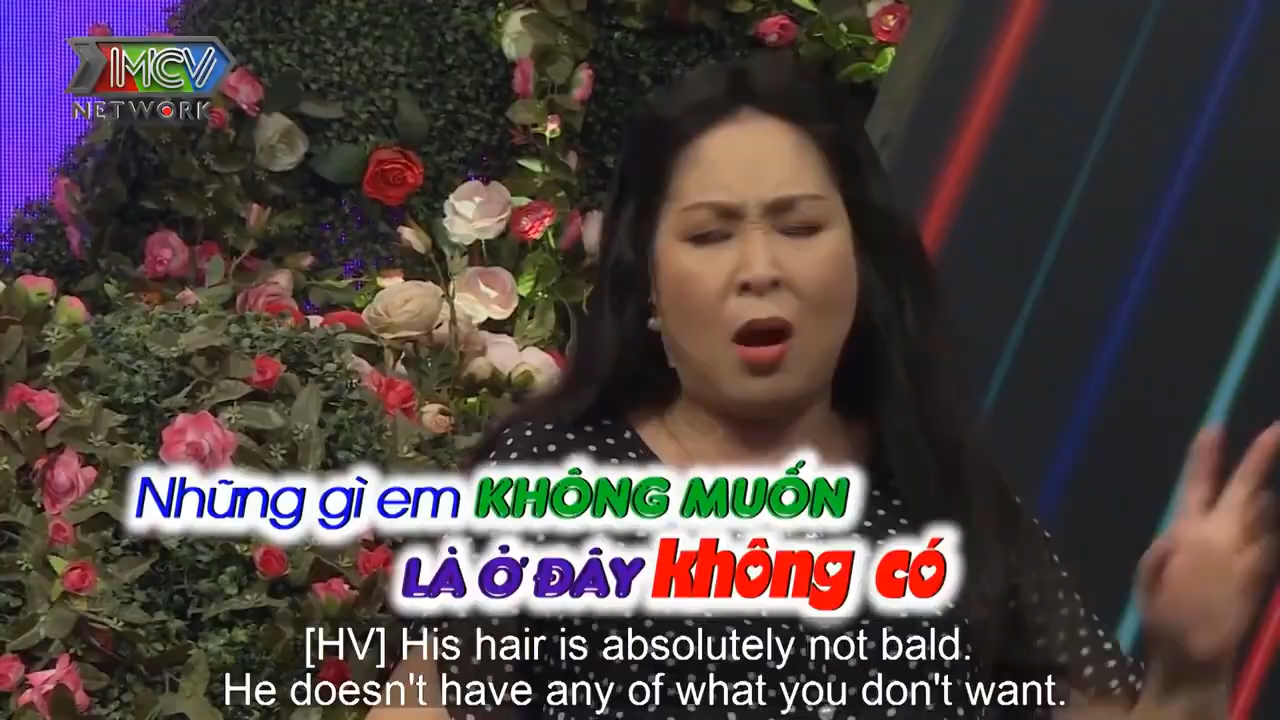 MCV
NETWORK
Những gì em KHÔNG MUỐN
LÀ Ở ĐÂY không có
[HV] His hair is absolutely not bald.
He doesn't have any of what you don't want.